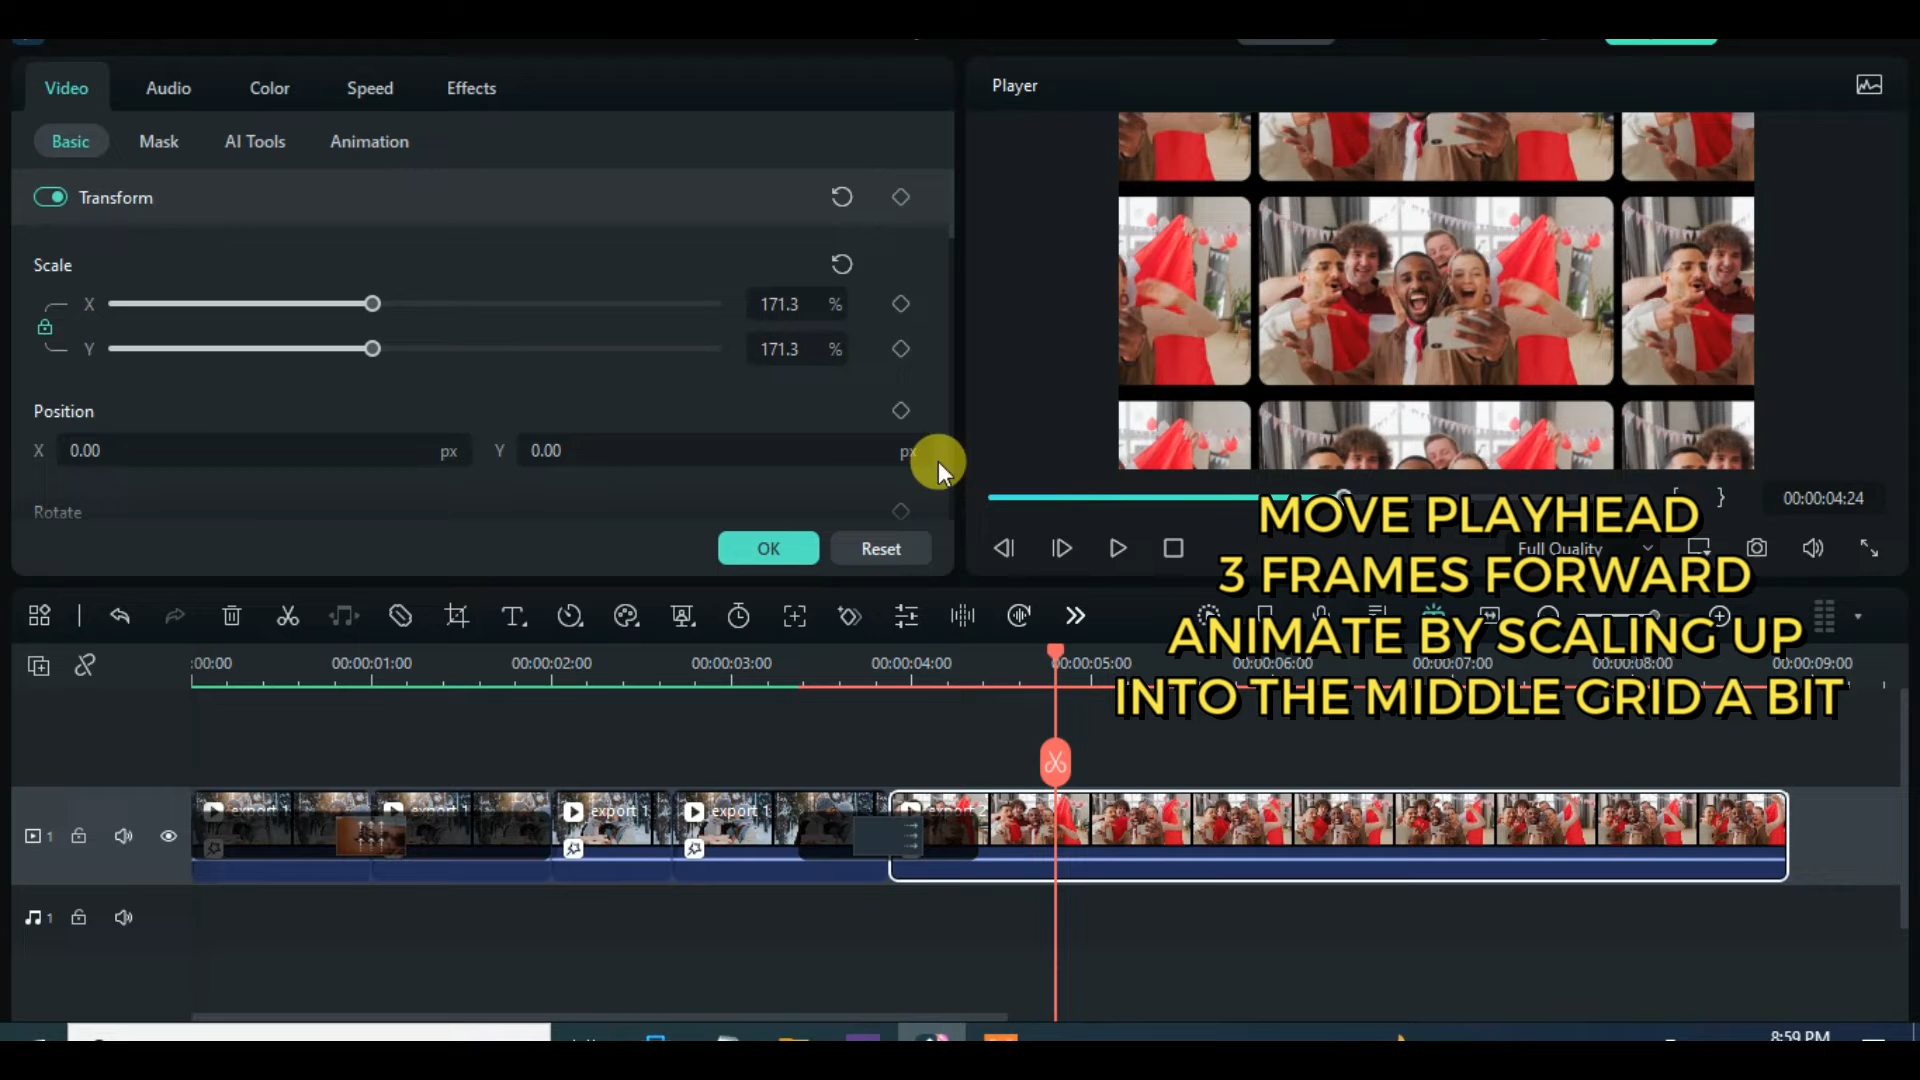 Video
Audio
Color
Speed
Effects
Player
Basic
Mask
AI Tools
Animation
Transform
Scale
X
171.3
%
Y
171.3
%
Position
X
0.00
px
Y
0.00
px
Rotate
OK
Reset
00:00:04:24
Full Quality
MOVE PLAYHEAD
3 FRAMES FORWARD
ANIMATE BY SCALING UP
INTO THE MIDDLE GRID A BIT
:00:00
00:00:01:00
00:00:02:00
00:00:03:00
00:00:04:00
00:00:05:00
00:00:06:00
00:00:07:00
00:00:08:00
00:00:09:00
export 1
export 1
export 1
export 1
export 2
1
1
8:59 PM